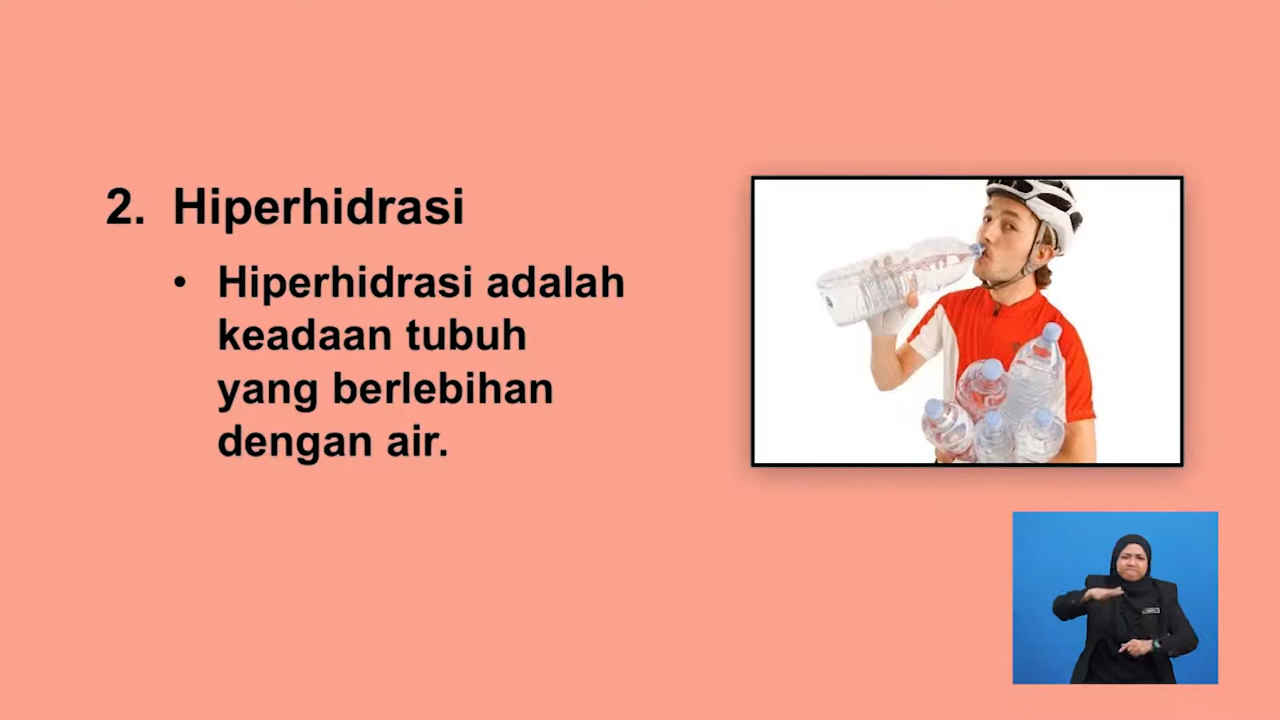 2. Hiperhidrasi
• Hiperhidrasi adalah
keadaan tubuh
yang berlebihan
dengan air.